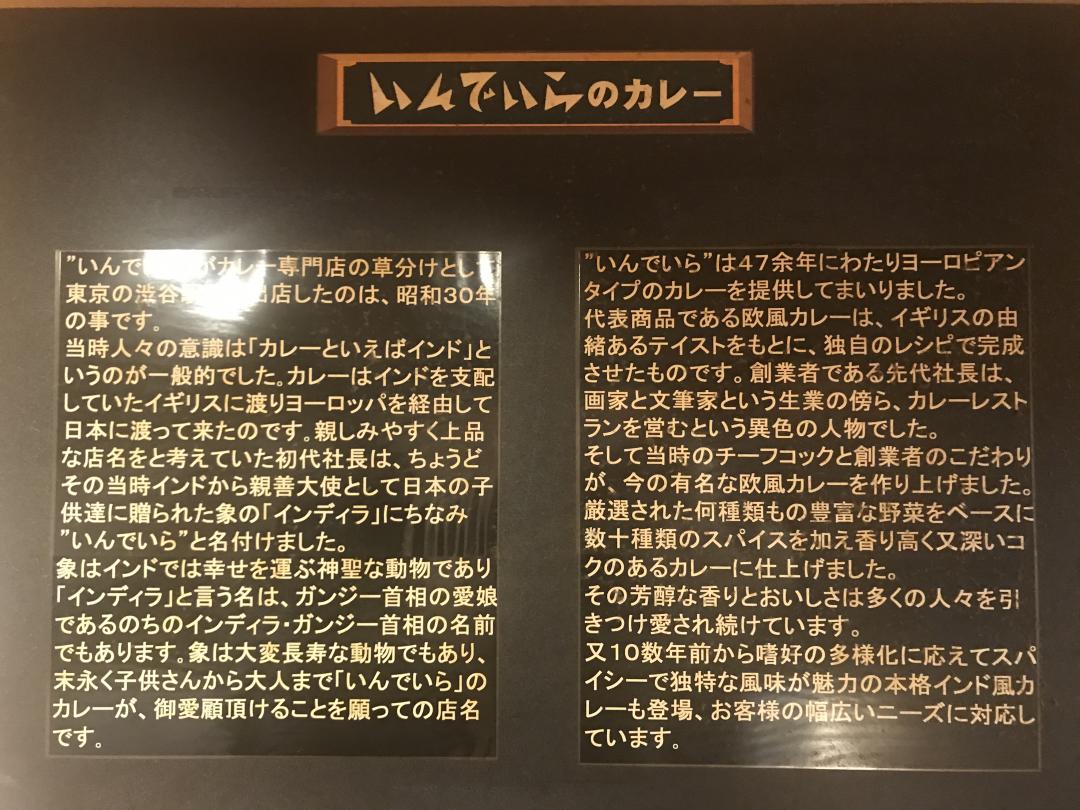 いんでいらのカレー
”いんで カレー専門店の草分けとして
東京の渋谷 出店したのは、昭和３０年
の事です。
当時人々の意識は「カレーといえばインド」と
いうのが一般的でした。カレーはインドを支配
していたイギリスに渡りヨーロッパを経由して
日本に渡って来たのです。親しみやすく上品
な店名をと考えていた初代社長は、ちょうど
その当時インドから親善大使として日本の子
供達に贈られた象の「インディラ」にちなみ
”いんでいら”と名付けました。
象はインドでは幸せを運ぶ神聖な動物であり
「インディラ」と言う名は、ガンジー首相の愛娘
であるのちのインディラ・ガンジー首相の名前
でもあります。象は大変長寿な動物でもあり、
末永く子供さんから大人まで「いんでいら」の
カレーが、御愛顧頂けることを願っての店名
です。
”いんでいら”は４７余年にわたりヨーロピアン
タイプのカレーを提供してまいりました。
代表商品である欧風カレーは、イギリスの由
緒あるテイストをもとに、独自のレシピで完成
させたものです。創業者である先代社長は、
画家と文筆家という生業の傍ら、カレーレスト
ランを営むという異色の人物でした。
そして当時のチーフコックと創業者のこだわり
が、今の有名な欧風カレーを作り上げました。
厳選された何種類もの豊富な野菜をベースに
数十種類のスパイスを加え香り高く又深いコ
クのあるカレーに仕上げました。
その芳醇な香りとおいしさは多くの人々を引
きつけ愛され続けています。
又１０数年前から嗜好の多様化に応えてスパ
イシーで独特な風味が魅力の本格インド風カ
レーも登場、お客様の幅広いニーズに対応し
ています。